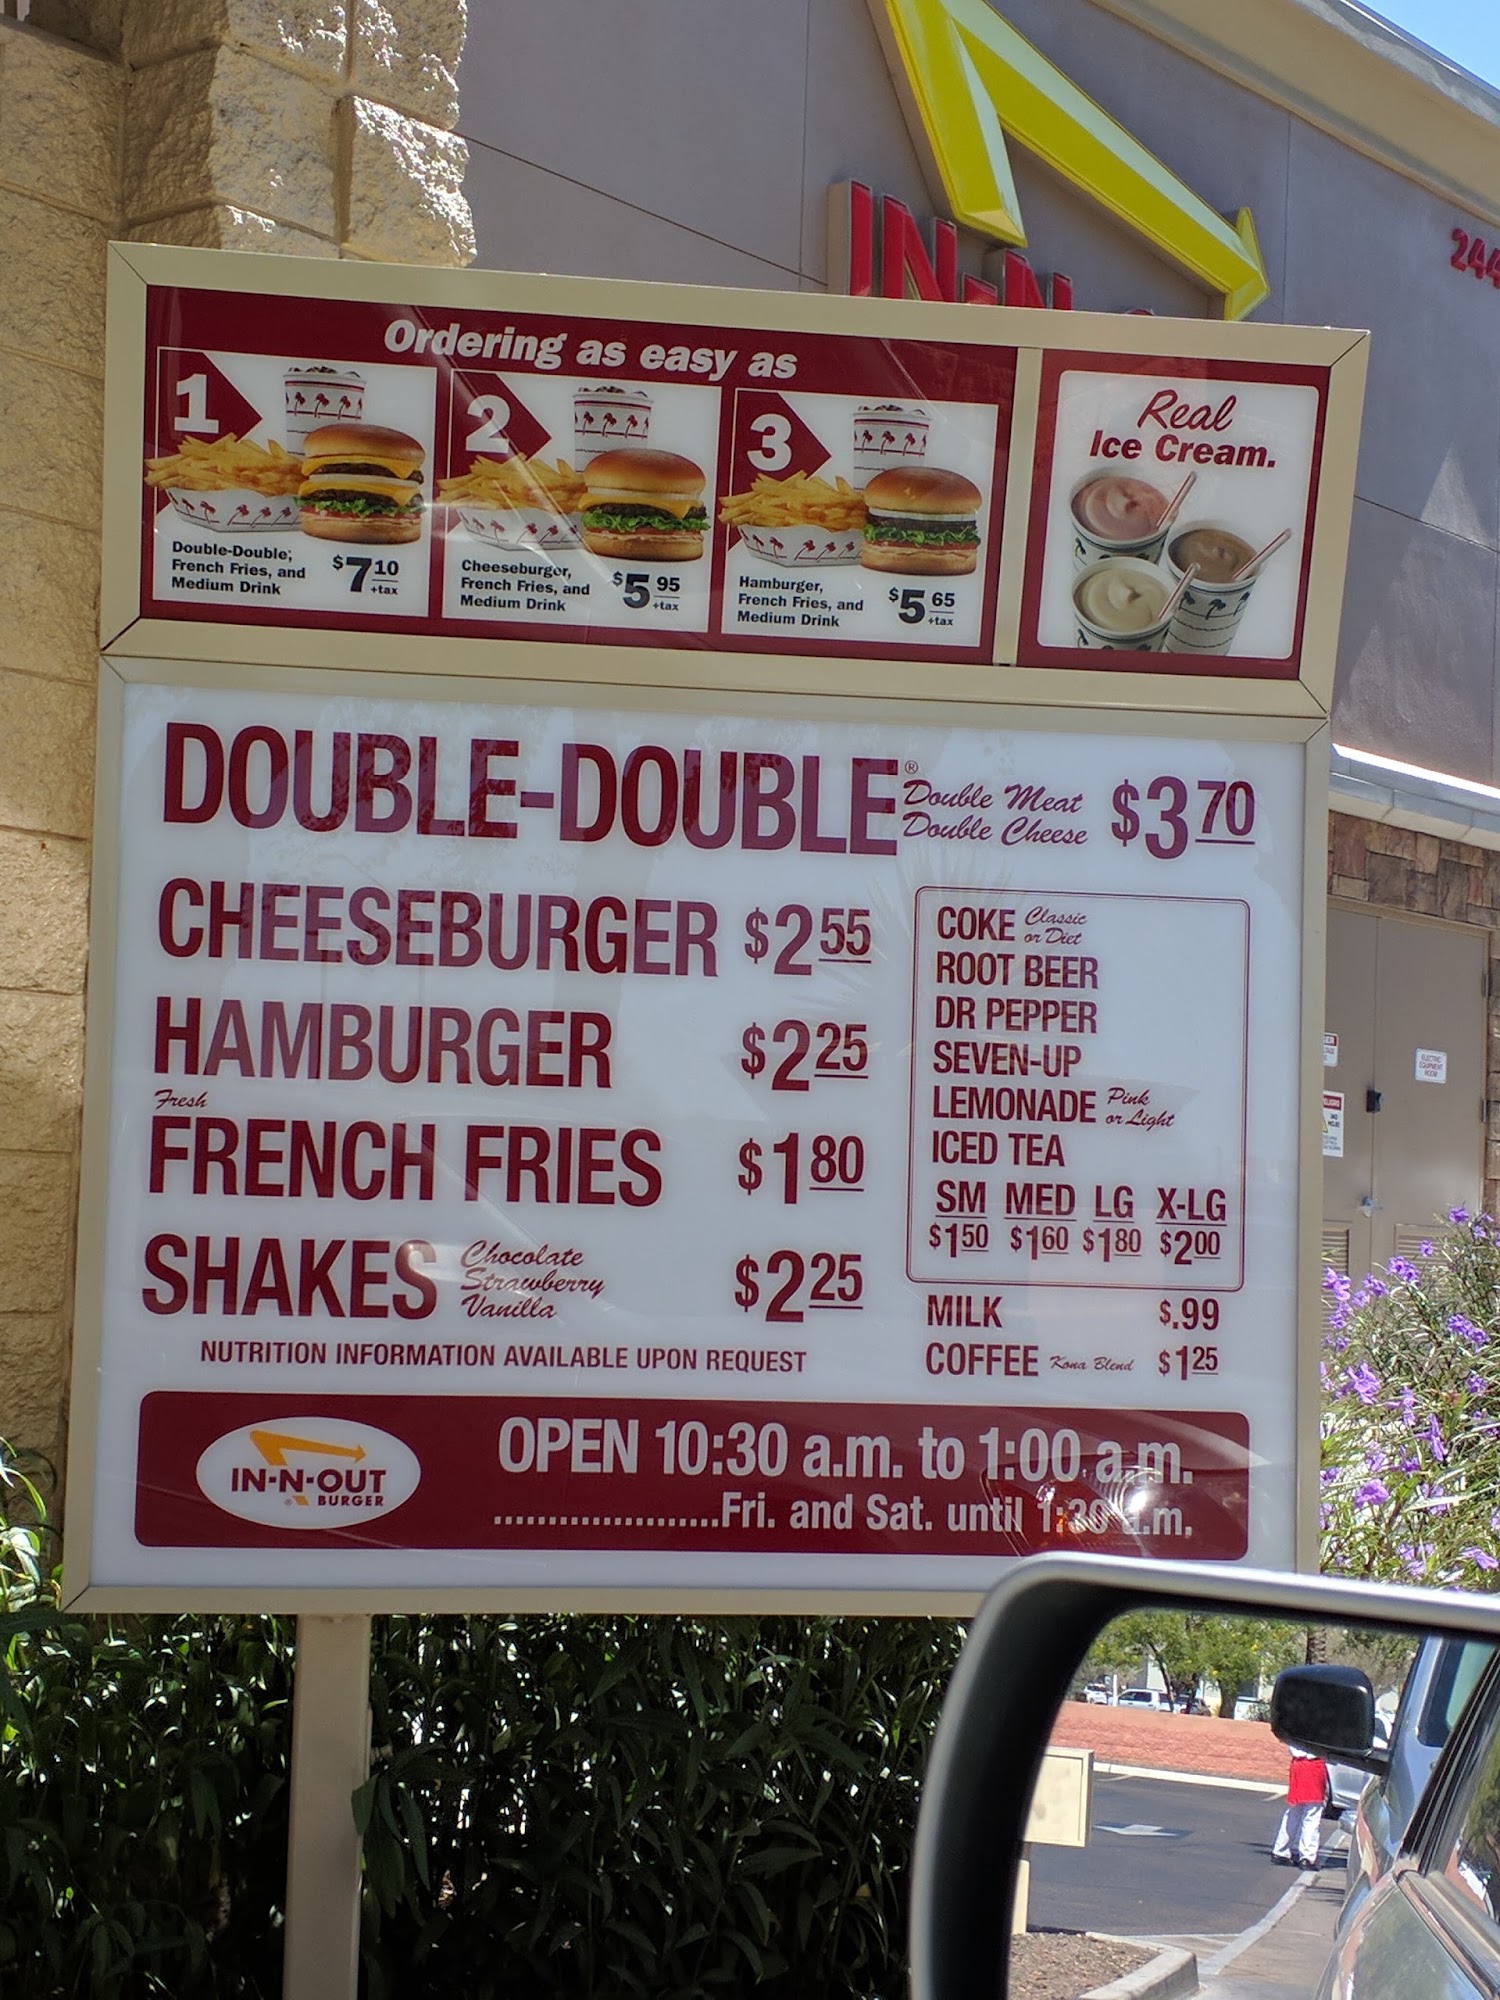 IN-N
244
Ordering as easy as
1
Double-Double,
French Fries, and
Medium Drink
$7 10
+tax
2
Cheeseburger,
French Fries, and
Medium Drink
$5 95
+tax
3
Hamburger,
French Fries, and
Medium Drink
$5 65
+tax
Real
Ice Cream.
DOUBLE-DOUBLE® Double Meat Double Cheese $3 70
CHEESEBURGER $2 55
HAMBURGER $2 25
Fresh
FRENCH FRIES $1 80
SHAKES Chocolate Strawberry Vanilla $2 25
NUTRITION INFORMATION AVAILABLE UPON REQUEST
COKE Classic or Diet
ROOT BEER
DR PEPPER
SEVEN-UP
LEMONADE Pink or Light
ICED TEA
SM MED LG X-LG
$1 50 $1 60 $1 80 $2 00
MILK $.99
COFFEE Kona Blend $1 25
IN-N-OUT
BURGER
OPEN 10:30 a.m. to 1:00 a.m.
.....................Fri. and Sat. until 1:30 a.m.
ELECTRIC
EQUIPMENT
ROOM